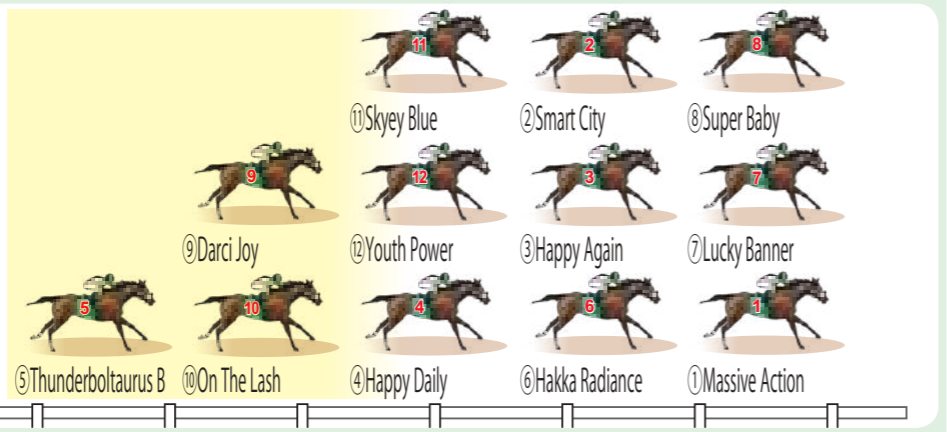 11 2 8
⑪Skyey Blue ②Smart City ⑧Super Baby
9 12 3 7
⑨Darci Joy ⑫Youth Power ③Happy Again ⑦Lucky Banner
5 10 4 6 1
⑤Thunderboltaurus B ⑩On The Lash ④Happy Daily ⑥Hakka Radiance ①Massive Action